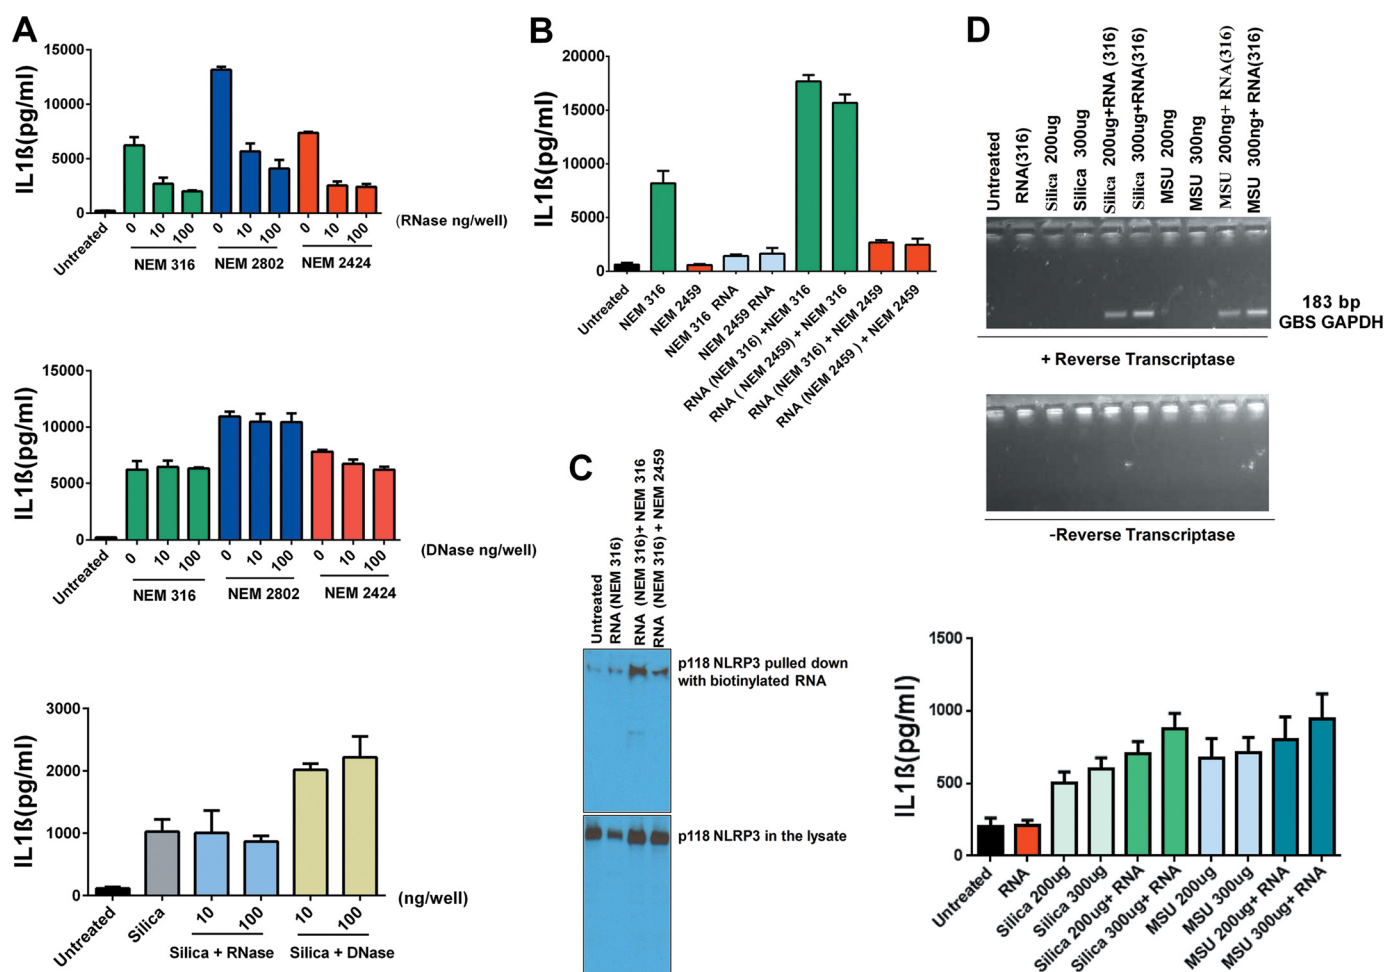 A
IL1ß(pg/ml)
15000
10000
5000
0
Untreated
0
10
100
0
10
100
0
10
100
(RNase ng/well)
NEM 316
NEM 2802
NEM 2424
IL1ß(pg/ml)
15000
10000
5000
0
Untreated
0
10
100
0
10
100
0
10
100
(DNase ng/well)
NEM 316
NEM 2802
NEM 2424
IL1ß(pg/ml)
3000
2000
1000
0
Untreated
Silica
10
100
10
100
(ng/well)
Silica + RNase
Silica + DNase
B
IL1ß(pg/ml)
20000
15000
10000
5000
0
Untreated
NEM 316
NEM 2459
NEM 316 RNA
NEM 2459 RNA
RNA (NEM 316) +NEM 316
RNA ( NEM 2459) + NEM 316
RNA (NEM 316) + NEM 2459
RNA (NEM 2459 ) + NEM 2459
C
Untreated
RNA (NEM 316)
RNA (NEM 316)+ NEM 316
RNA (NEM 316) + NEM 2459
p118 NLRP3 pulled down
with biotinylated RNA
p118 NLRP3 in the lysate
D
Untreated
RNA(316)
Silica 200ug
Silica 300ug
Silica 200ug+RNA (316)
Silica 300ug+RNA(316)
MSU 200ng
MSU 300ng
MSU 200ng+ RNA(316)
MSU 300ng+ RNA(316)
183 bp
GBS GAPDH
+ Reverse Transcriptase
-Reverse Transcriptase
IL1ß(pg/ml)
1500
1000
500
0
Untreated
RNA
Silica 200ug
Silica 300ug
Silica 200ug+ RNA
Silica 300ug+ RNA
MSU 200ug
MSU 300ug
MSU 200ug+ RNA
MSU 300ug+ RNA